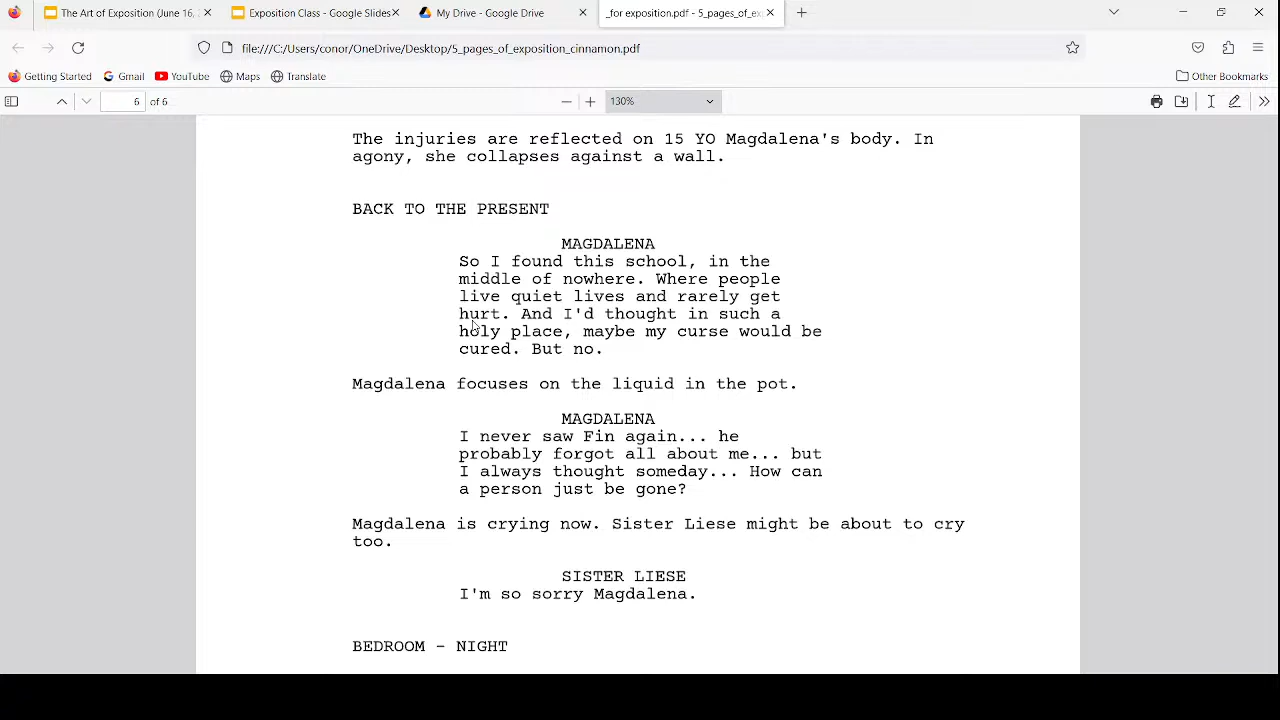 The Art of Exposition (June 16,
Exposition Class - Google Slides
My Drive - Google Drive
_for exposition.pdf - 5_pages_of_ex
file:///C:/Users/conor/OneDrive/Desktop/5_pages_of_exposition_cinnamon.pdf
Getting Started
Gmail
YouTube
Maps
Translate
Other Bookmarks
6 of 6
130%
The injuries are reflected on 15 YO Magdalena's body. In
agony, she collapses against a wall.
BACK TO THE PRESENT
MAGDALENA
So I found this school, in the
middle of nowhere. Where people
live quiet lives and rarely get
hurt. And I'd thought in such a
holy place, maybe my curse would be
cured. But no.
Magdalena focuses on the liquid in the pot.
MAGDALENA
I never saw Fin again... he
probably forgot all about me... but
I always thought someday... How can
a person just be gone?
Magdalena is crying now. Sister Liese might be about to cry
too.
SISTER LIESE
I'm so sorry Magdalena.
BEDROOM - NIGHT